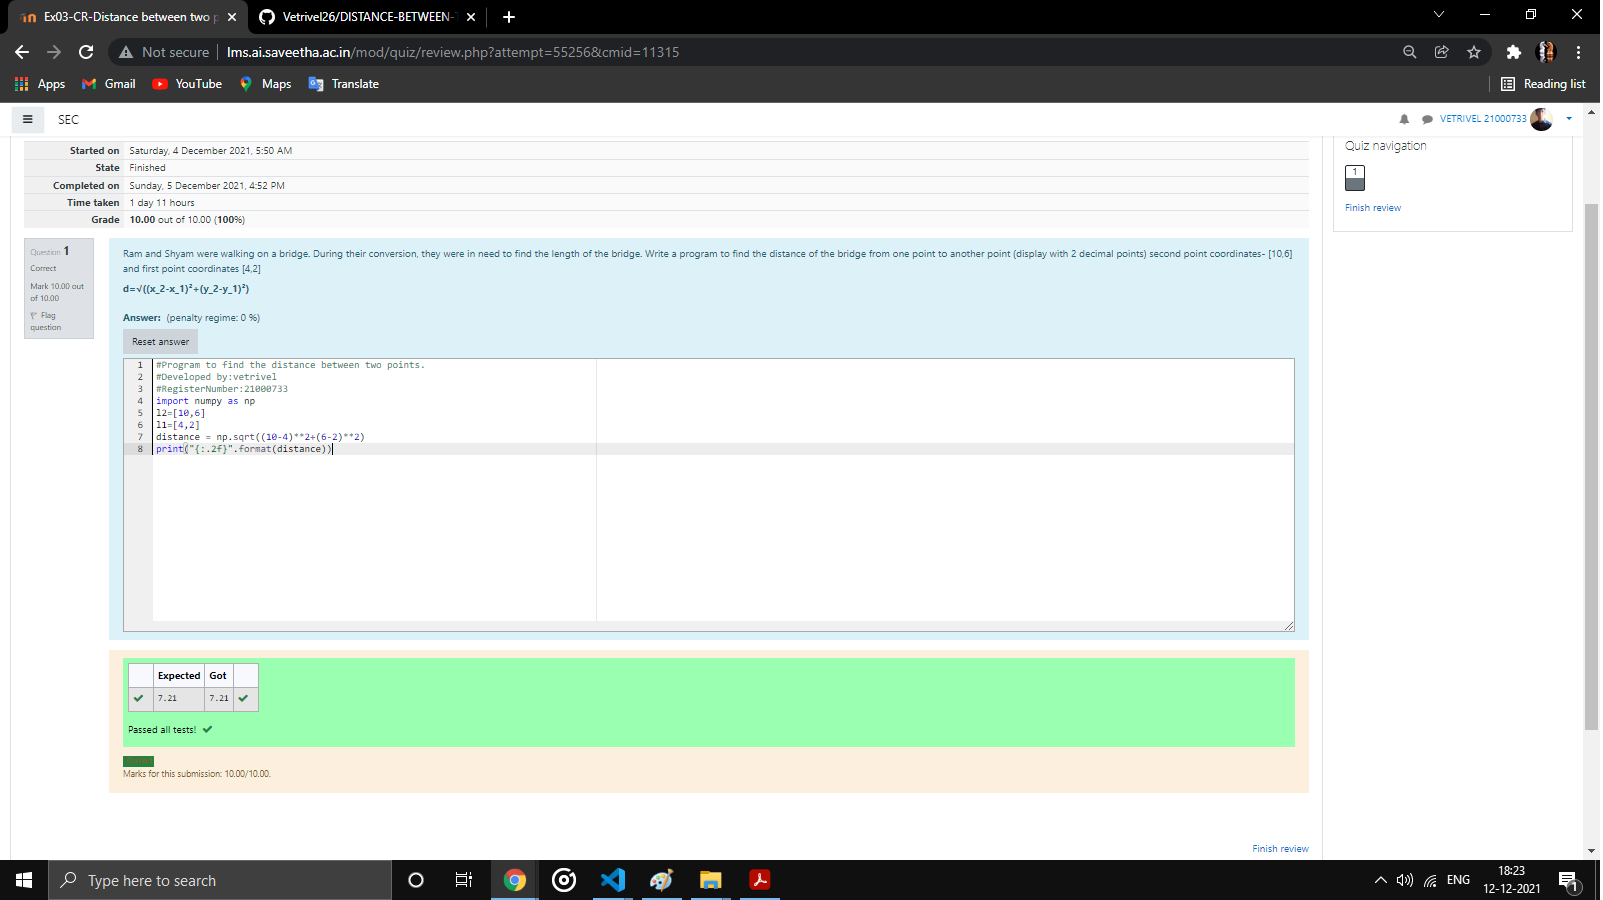 Ex03-CR-Distance between two p
Vetrivel26/DISTANCE-BETWEEN-T
Not secure
lms.ai.saveetha.ac.in/mod/quiz/review.php?attempt=55256&cmid=11315
Apps
Gmail
YouTube
Maps
Translate
Reading list
SEC
VETRIVEL 21000733
Started on Saturday, 4 December 2021, 5:50 AM
State Finished
Completed on Sunday, 5 December 2021, 4:52 PM
Time taken 1 day 11 hours
Grade 10.00 out of 10.00 (100%)
Quiz navigation
1
Finish review
Question 1
Correct
Mark 10.00 out
of 10.00
Flag
question
Ram and Shyam were walking on a bridge. During their conversion, they were in need to find the length of the bridge. Write a program to find the distance of the bridge from one point to another point (display with 2 decimal points) second point coordinates- [10,6]
and first point coordinates [4,2]
d=√((x_2-x_1)²+(y_2-y_1)²)
Answer: (penalty regime: 0 %)
Reset answer
1 #Program to find the distance between two points.
2 #Developed by:vetrivel
3 #RegisterNumber:21000733
4 import numpy as np
5 l2=[10,6]
6 l1=[4,2]
7 distance = np.sqrt((10-4)**2+(6-2)**2)
8 print("{:.2f}".format(distance))
Expected Got
7.21 7.21
Passed all tests!
Marks for this submission: 10.00/10.00.
Finish review
Type here to search
ENG
18:23
12-12-2021
1